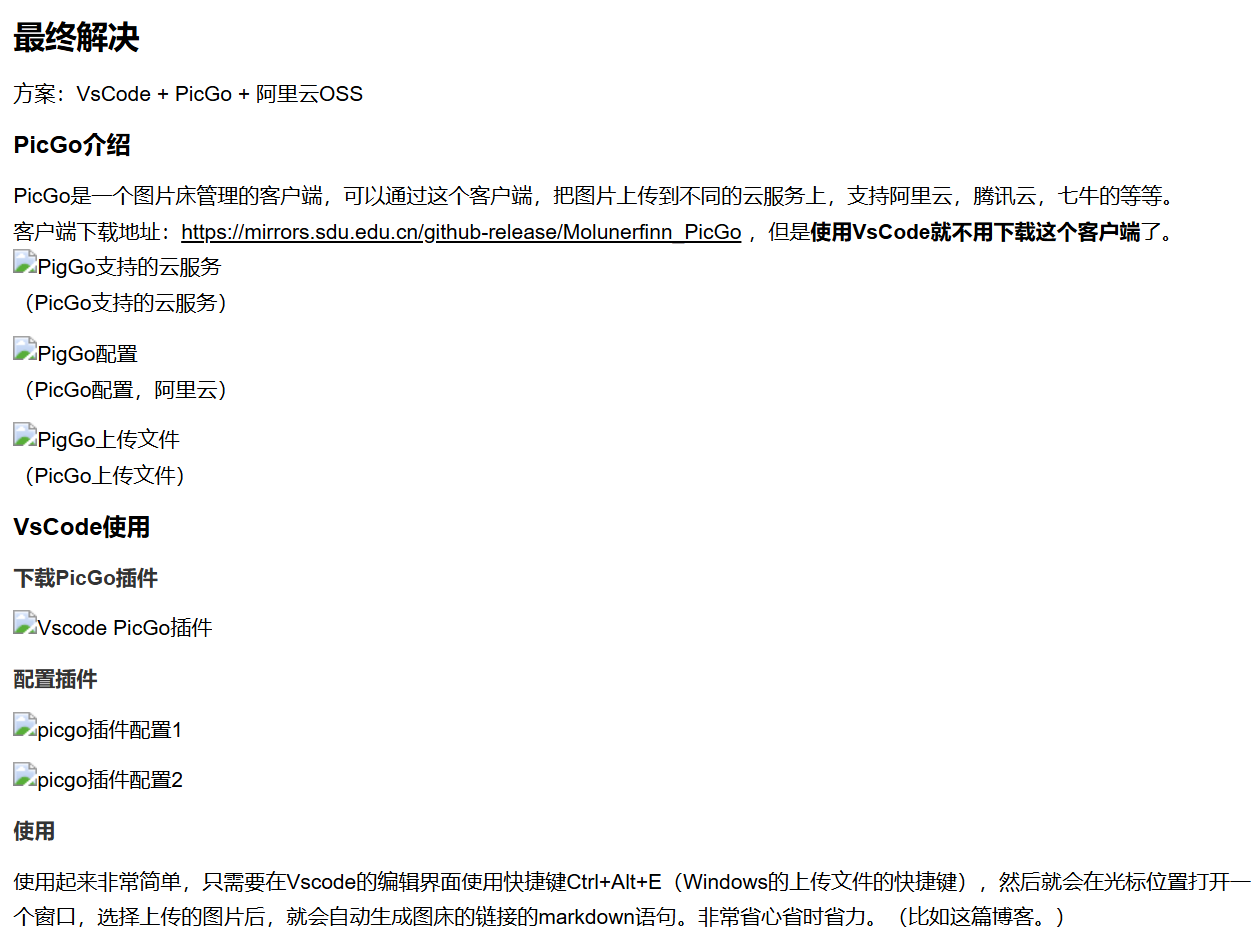 最终解决
方案：VsCode + PicGo + 阿里云OSS
PicGo介绍
PicGo是一个图片床管理的客户端，可以通过这个客户端，把图片上传到不同的云服务上，支持阿里云，腾讯云，七牛的等等。
客户端下载地址：https://mirrors.sdu.edu.cn/github-release/Molunerfinn_PicGo ，但是使用VsCode就不用下载这个客户端了。
PigGo支持的云服务
（PicGo支持的云服务）
PigGo配置
（PicGo配置，阿里云）
PigGo上传文件
（PicGo上传文件）
VsCode使用
下载PicGo插件
Vscode PicGo插件
配置插件
picgo插件配置1
picgo插件配置2
使用
使用起来非常简单，只需要在Vscode的编辑界面使用快捷键Ctrl+Alt+E（Windows的上传文件的快捷键），然后就会在光标位置打开一
个窗口，选择上传的图片后，就会自动生成图床的链接的markdown语句。非常省心省时省力。（比如这篇博客。）